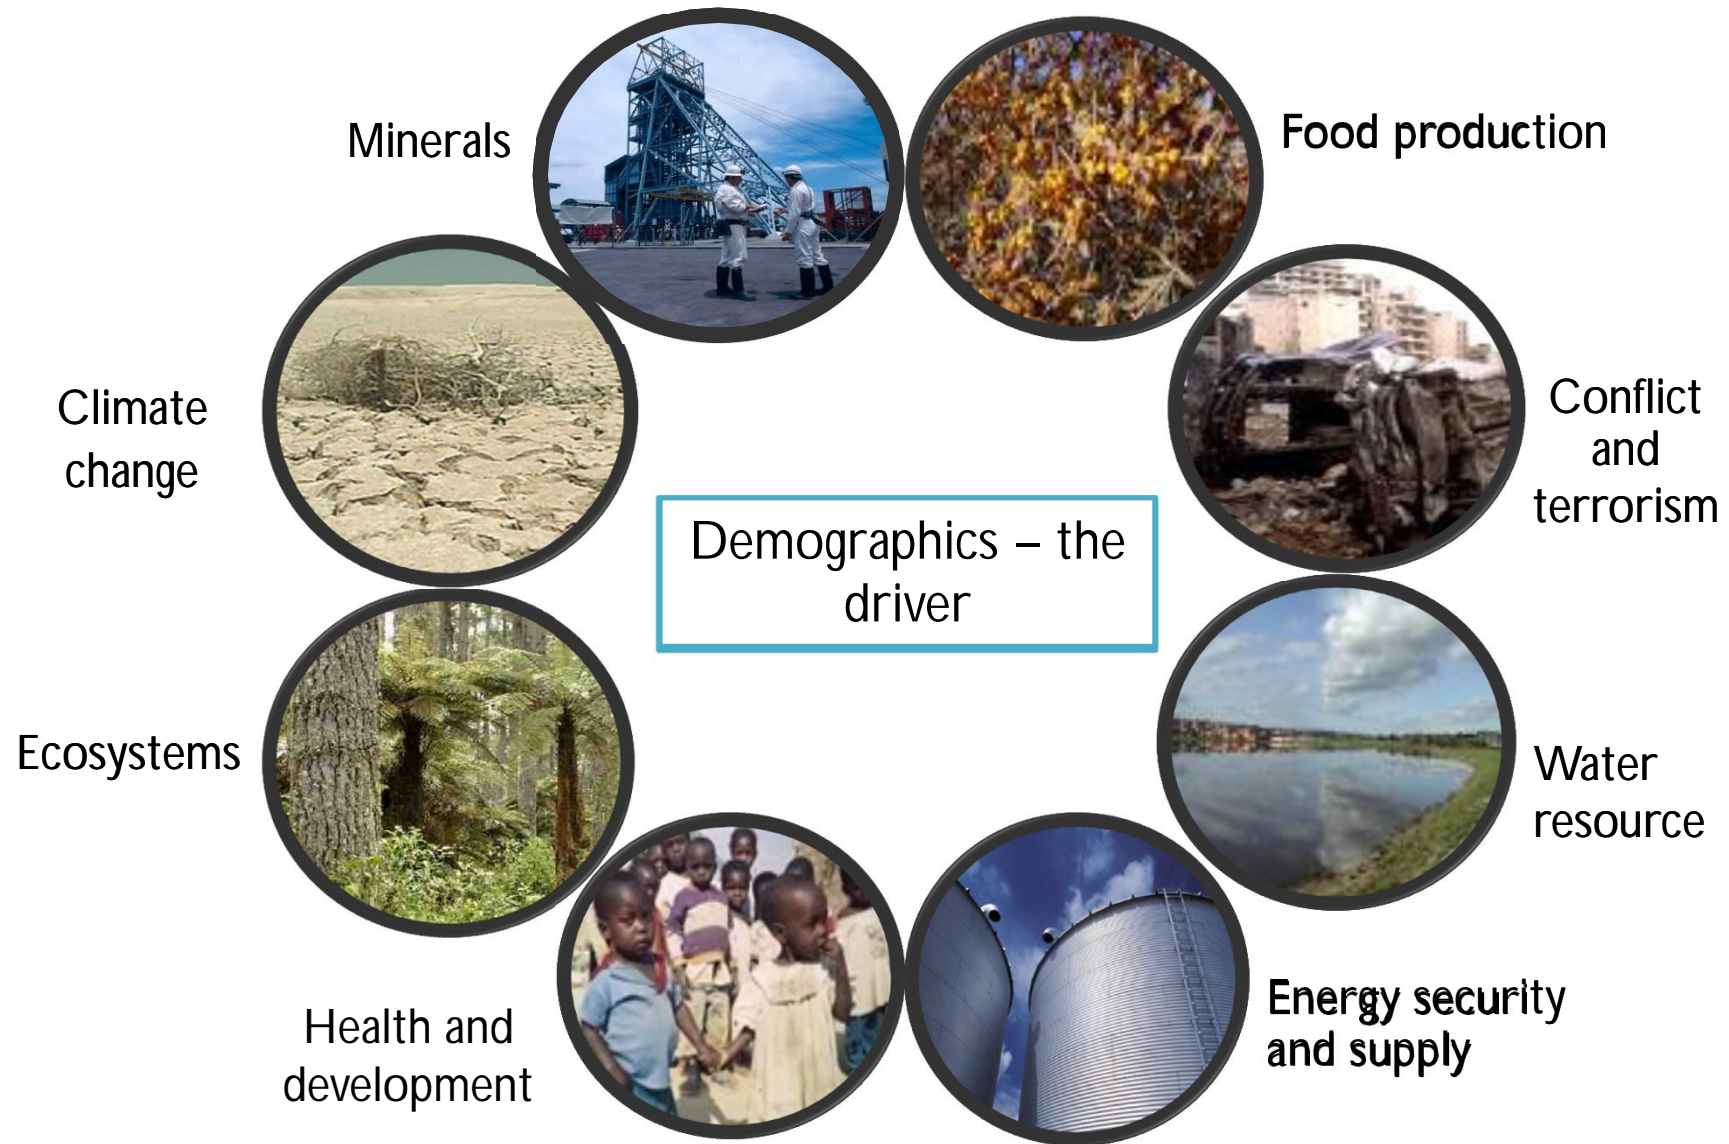 Minerals
Food production
Climate
change
Conflict
and
terrorism
Demographics – the
driver
Ecosystems
Water
resource
Health and
development
Energy security
and supply